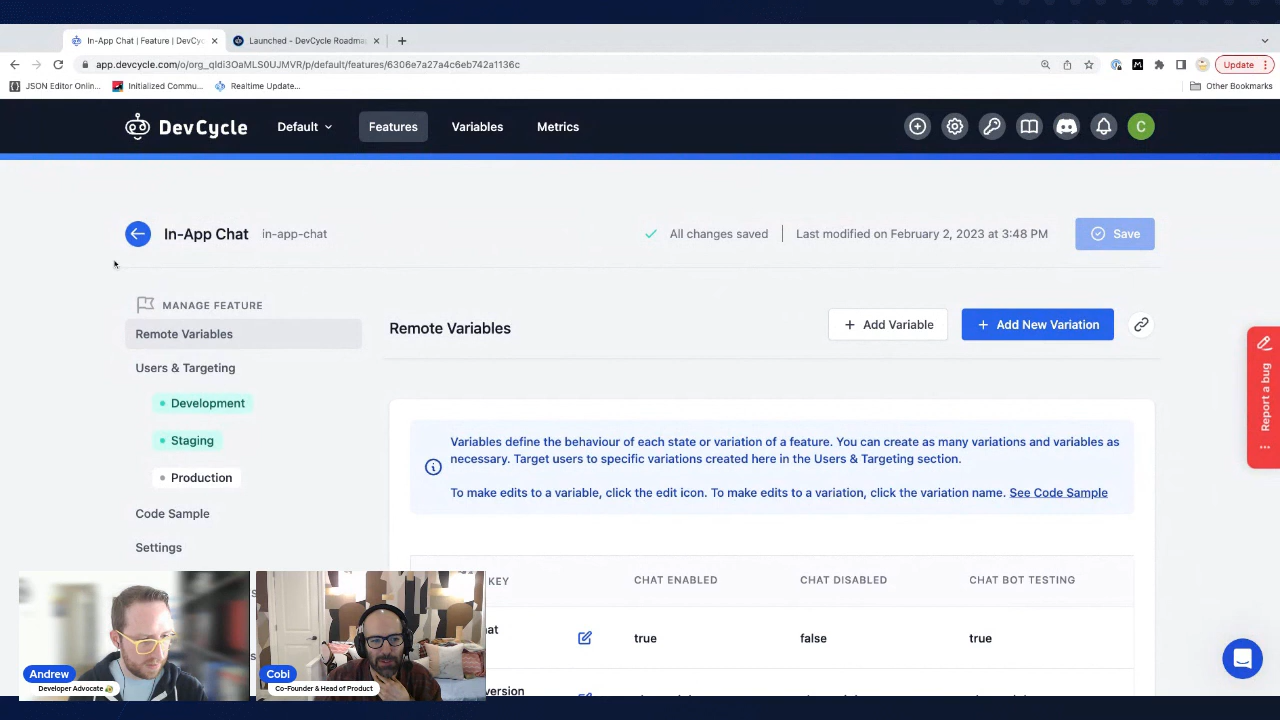 In-App Chat | Feature | DevCyc
Launched - DevCycle Roadma
app.devcycle.com/o/org_qIdi3OaMLS0UJMVR/p/default/features/6306e7a27a4c6eb742a1136c
Update
JSON Editor Onlin...
Initialized Commu...
Realtime Update...
Other Bookmarks
DevCycle
Default
Features
Variables
Metrics
C
In-App Chat
in-app-chat
All changes saved
Last modified on February 2, 2023 at 3:48 PM
Save
MANAGE FEATURE
Remote Variables
Users & Targeting
Development
Staging
Production
Code Sample
Settings
Remote Variables
Add Variable
Add New Variation
Variables define the behaviour of each state or variation of a feature. You can create as many variations and variables as
necessary. Target users to specific variations created here in the Users & Targeting section.
To make edits to a variable, click the edit icon. To make edits to a variation, click the variation name. See Code Sample
KEY
CHAT ENABLED
CHAT DISABLED
CHAT BOT TESTING
at
true
false
true
version
Report a bug
Andrew
Developer Advocate
Cobi
Co-Founder & Head of Product